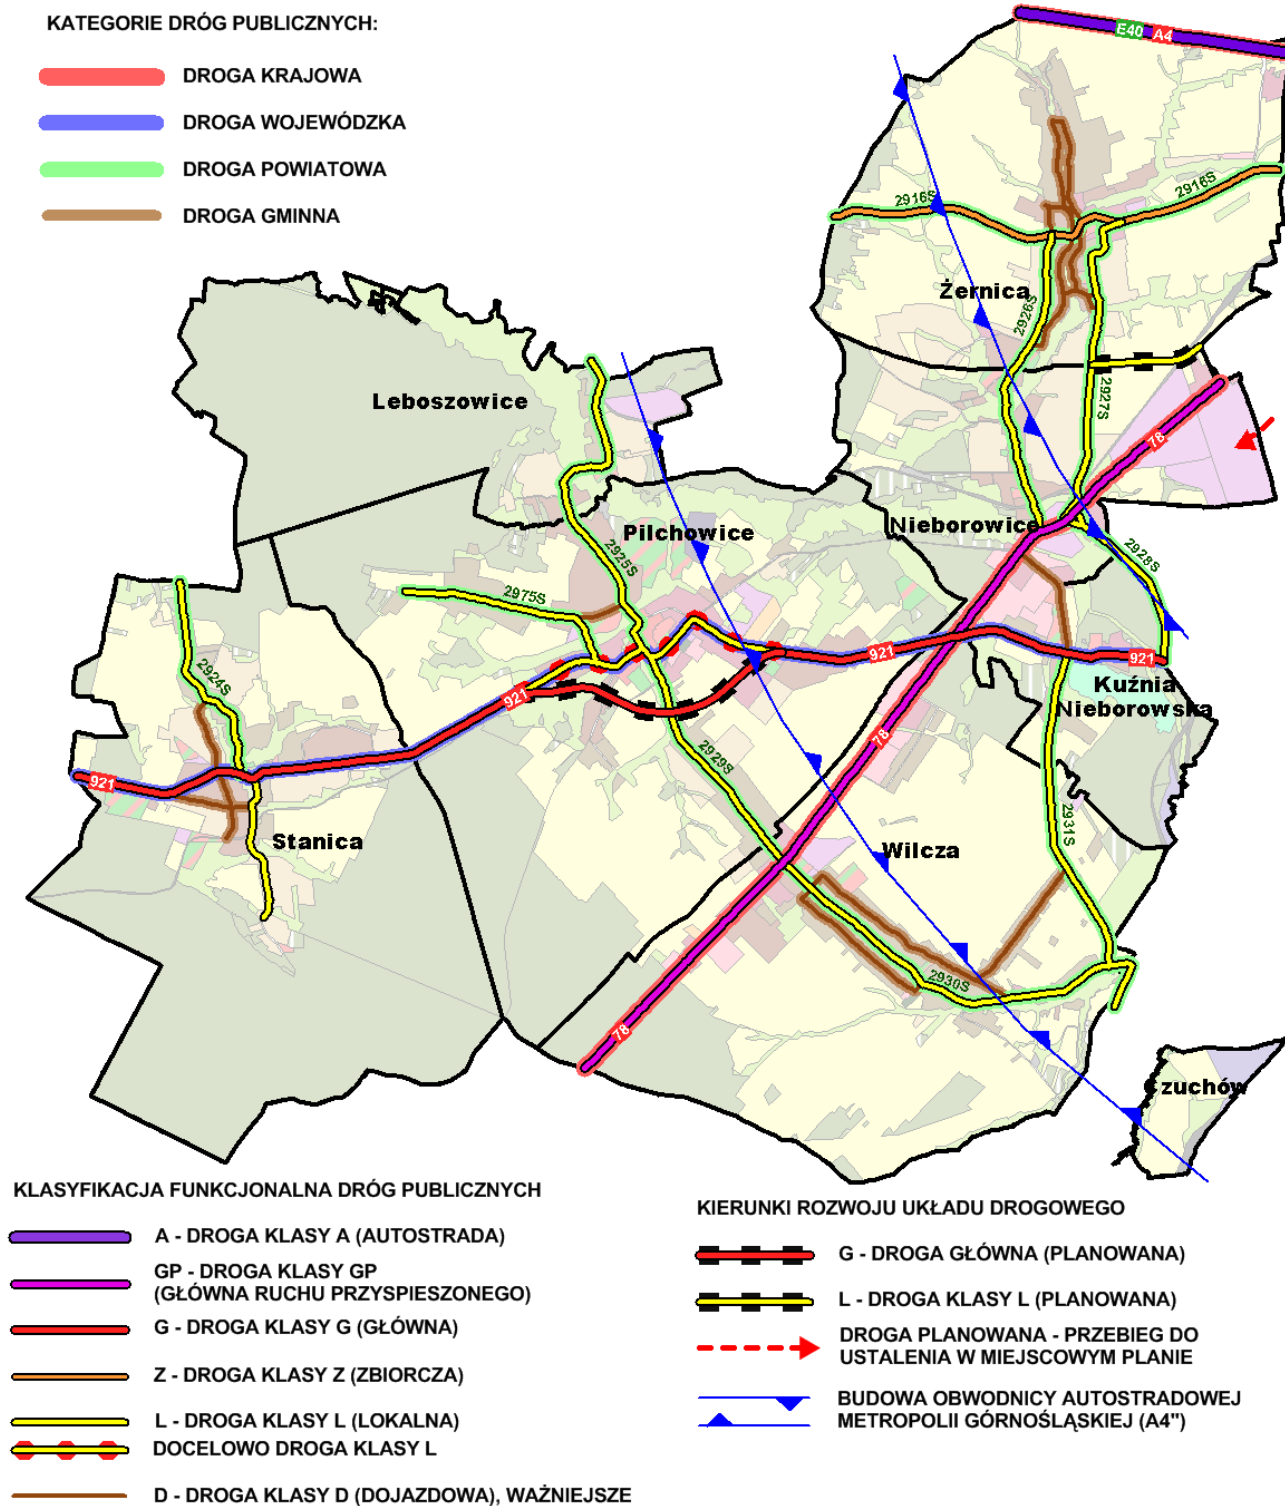 KATEGORIE DRÓG PUBLICZNYCH:
DROGA KRAJOWA
DROGA WOJEWÓDZKA
DROGA POWIATOWA
DROGA GMINNA
E40 A4
2916S
2916S
Żernica
2926S
2927S
Leboszowice
78
Pilchowice
Nieborowice
2925S
2928S
2975S
921
921
Kuźnia
Nieborowska
2924S
921
78
2929S
921
2931S
Stanica
Wilcza
2930S
78
Czuchów
KLASYFIKACJA FUNKCJONALNA DRÓG PUBLICZNYCH
A - DROGA KLASY A (AUTOSTRADA)
GP - DROGA KLASY GP
(GŁÓWNA RUCHU PRZYSPIESZONEGO)
G - DROGA KLASY G (GŁÓWNA)
Z - DROGA KLASY Z (ZBIORCZA)
L - DROGA KLASY L (LOKALNA)
DOCELOWO DROGA KLASY L
D - DROGA KLASY D (DOJAZDOWA), WAŻNIEJSZE
KIERUNKI ROZWOJU UKŁADU DROGOWEGO
G - DROGA GŁÓWNA (PLANOWANA)
L - DROGA KLASY L (PLANOWANA)
DROGA PLANOWANA - PRZEBIEG DO
USTALENIA W MIEJSCOWYM PLANIE
BUDOWA OBWODNICY AUTOSTRADOWEJ
METROPOLII GÓRNOŚLĄSKIEJ (A4")